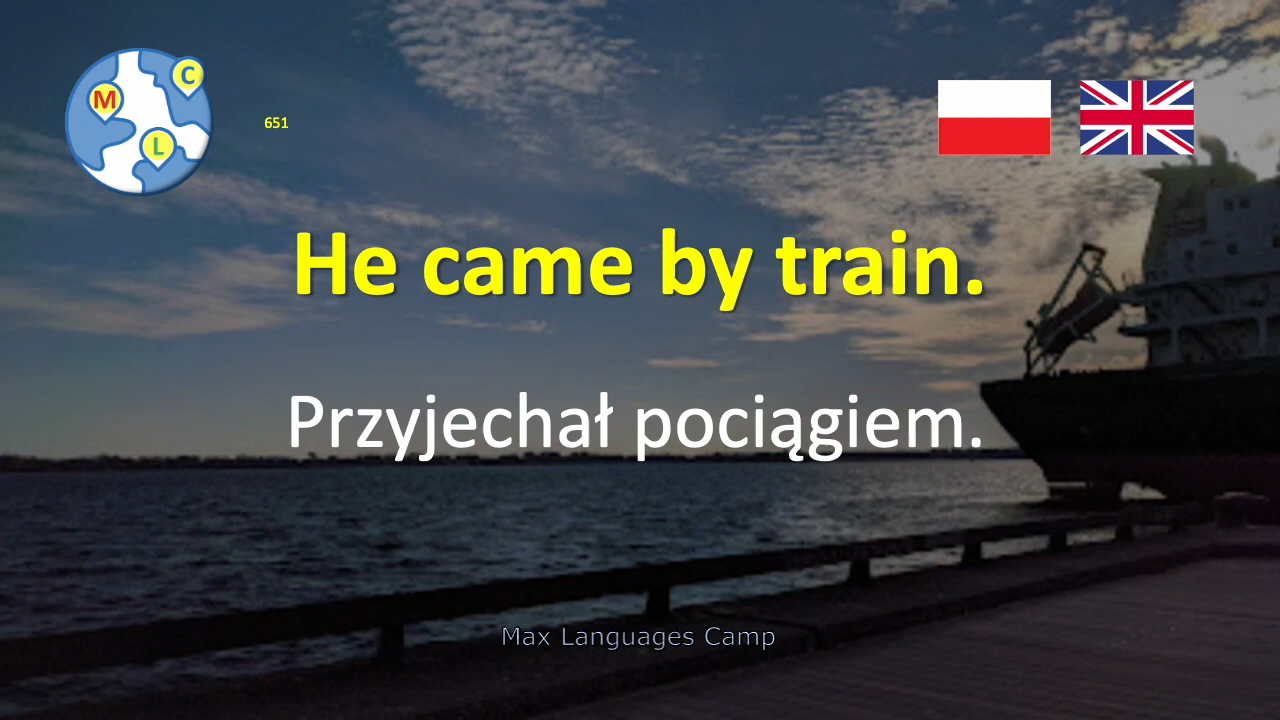 M
C
L
651
He came by train.
Przyjechał pociągiem.
Max Languages Camp